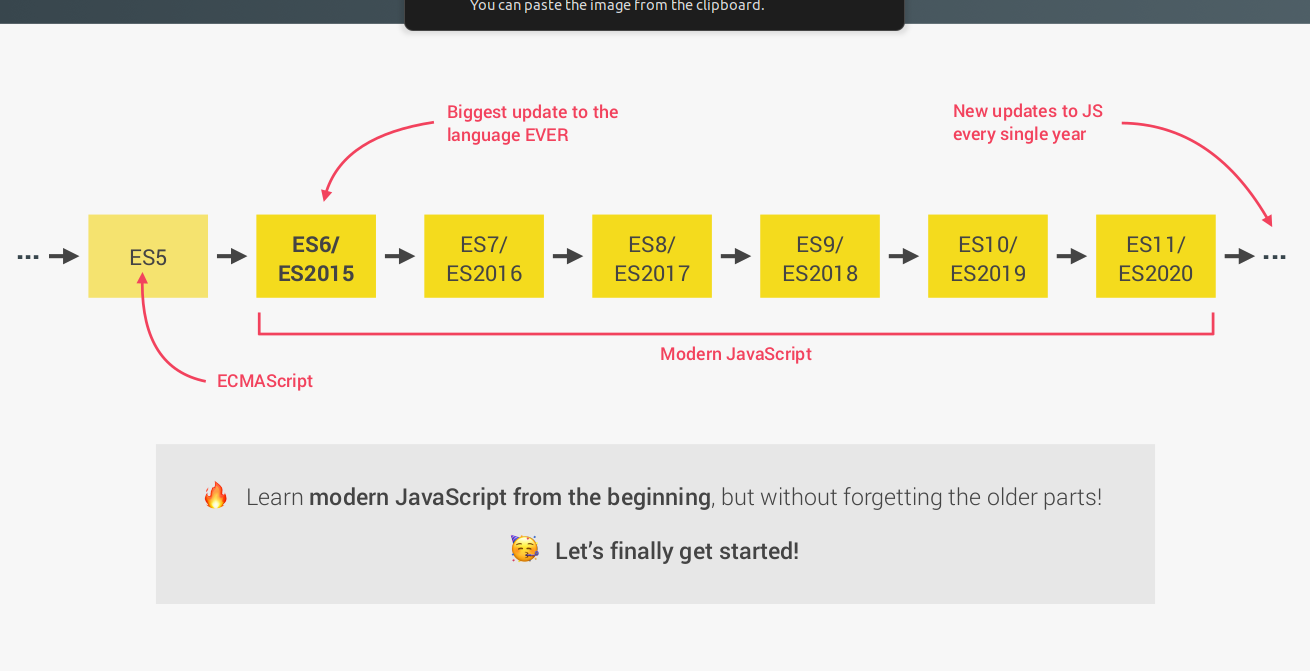 You can paste the image from the clipboard.
Biggest update to the
language EVER
New updates to JS
every single year
... ES5
ES6/
ES2015
ES7/
ES2016
ES8/
ES2017
ES9/
ES2018
ES10/
ES2019
ES11/
ES2020
...
Modern JavaScript
ECMAScript
🔥 Learn modern JavaScript from the beginning, but without forgetting the older parts!
🥳 Let’s finally get started!